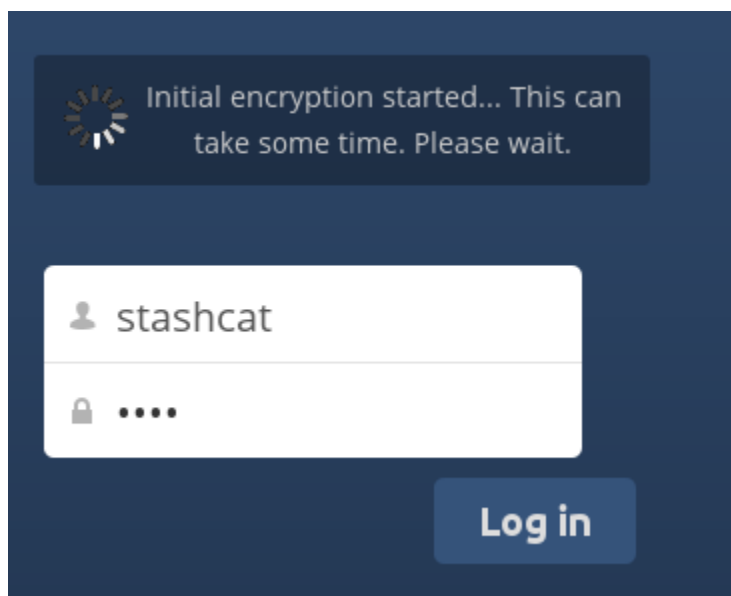 Initial encryption started... This can
take some time. Please wait.
stashcat
••••
Log in